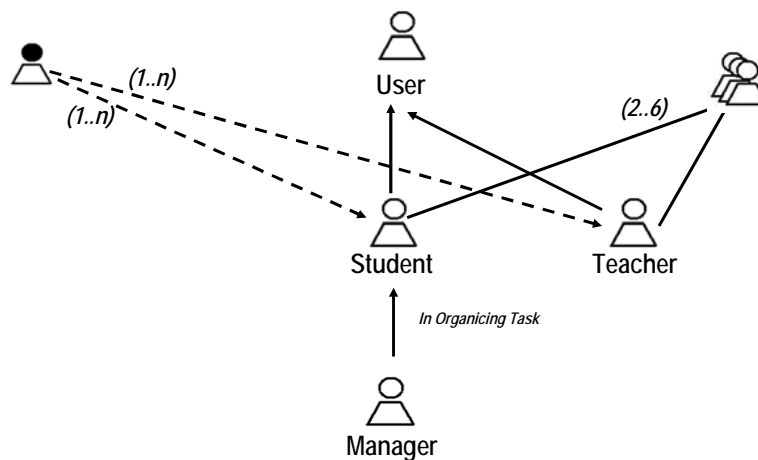 (1..n)
User
(1..n)
(2..6)
Student
Teacher
In Organicing Task
Manager